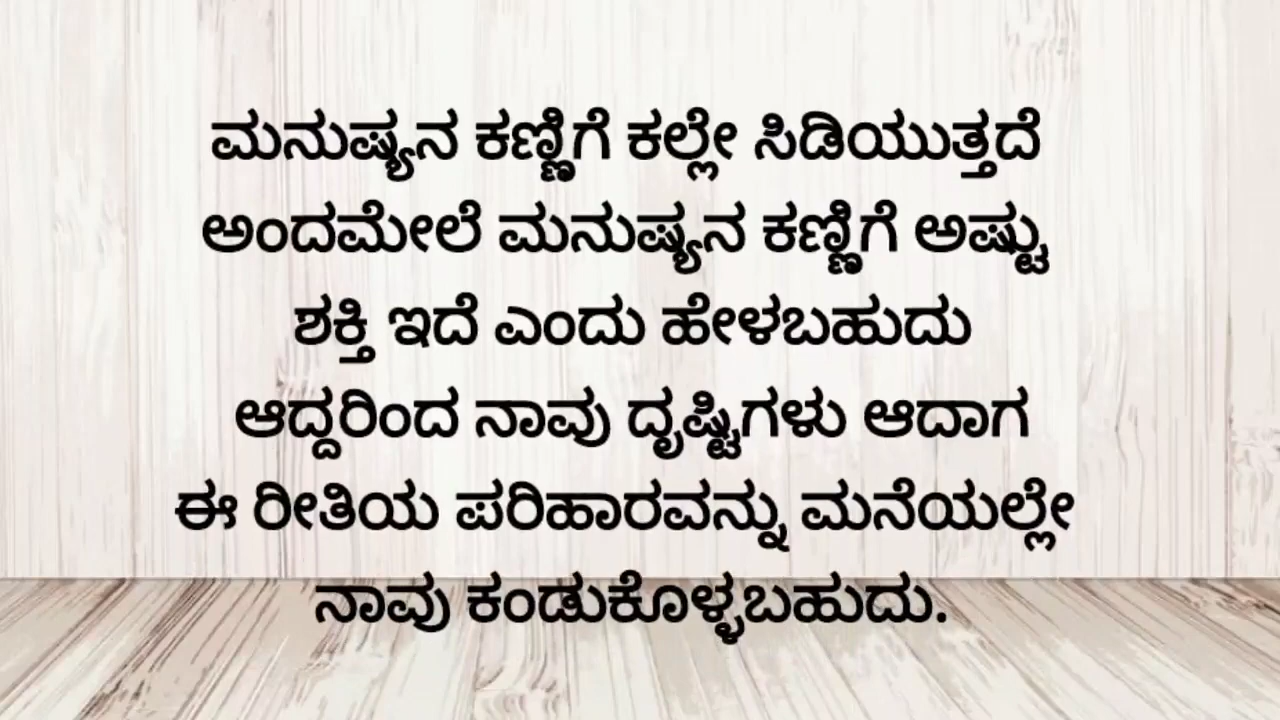 ಮನುಷ್ಯನ ಕಣ್ಣಿಗೆ ಕಲ್ಲೇ ಸಿಡಿಯುತ್ತದೆ
ಅಂದಮೇಲೆ ಮನುಷ್ಯನ ಕಣ್ಣಿಗೆ ಅಷ್ಟು
ಶಕ್ತಿ ಇದೆ ಎಂದು ಹೇಳಬಹುದು
ಆದ್ದರಿಂದ ನಾವು ದೃಷ್ಟಿಗಳು ಆದಾಗ
ಈ ರೀತಿಯ ಪರಿಹಾರವನ್ನು ಮನೆಯಲ್ಲೇ
ನಾವು ಕಂಡುಕೊಳ್ಳಬಹುದು.